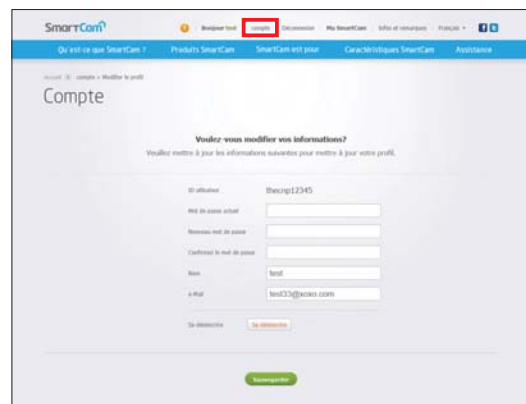 SmartCam
Bonjour test compte Déconnexion Ma SmartCam Infos et remarques Français
Qu'est-ce que SmartCam ? Produits SmartCam SmartCam est pour Caractéristiques SmartCam Assistance
Accueil compte > Modifier le profil
Compte
Voulez-vous modifier vos informations?
Veuillez mettre à jour les informations suivantes pour mettre à jour votre profil.
ID utilisateur thecnp12345
Mot de passe actuel
Nouveau mot de passe
Confirmez le mot de passe
Nom test
e-Mail test33@xoxo.com
Se désinscrire Se désinscrire
Sauvegarder